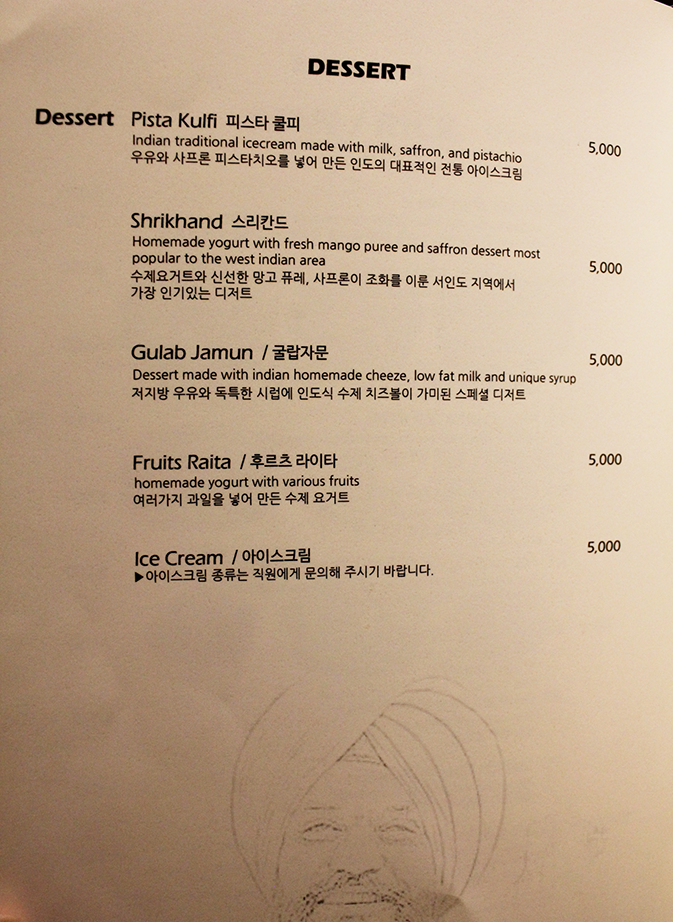 DESSERT
Dessert
Pista Kulfi 피스타 쿨피
Indian traditional icecream made with milk, saffron, and pistachio
5,000
우유와 사프론 피스타치오를 넣어 만든 인도의 대표적인 전통 아이스크림
Shrikhand 스리칸드
Homemade yogurt with fresh mango puree and saffron dessert most
popular to the west indian area
5,000
수제요거트와 신선한 망고 퓨레, 사프론이 조화를 이룬 서인도 지역에서
가장 인기있는 디저트
Gulab Jamun / 굴랍자문
5,000
Dessert made with indian homemade cheeze, low fat milk and unique syrup
저지방 우유와 독특한 시럽에 인도식 수제 치즈볼이 가미된 스페셜 디저트
Fruits Raita / 후르츠 라이타
5,000
homemade yogurt with various fruits
여러가지 과일을 넣어 만든 수제 요거트
Ice Cream / 아이스크림
5,000
▶아이스크림 종류는 직원에게 문의해 주시기 바랍니다.